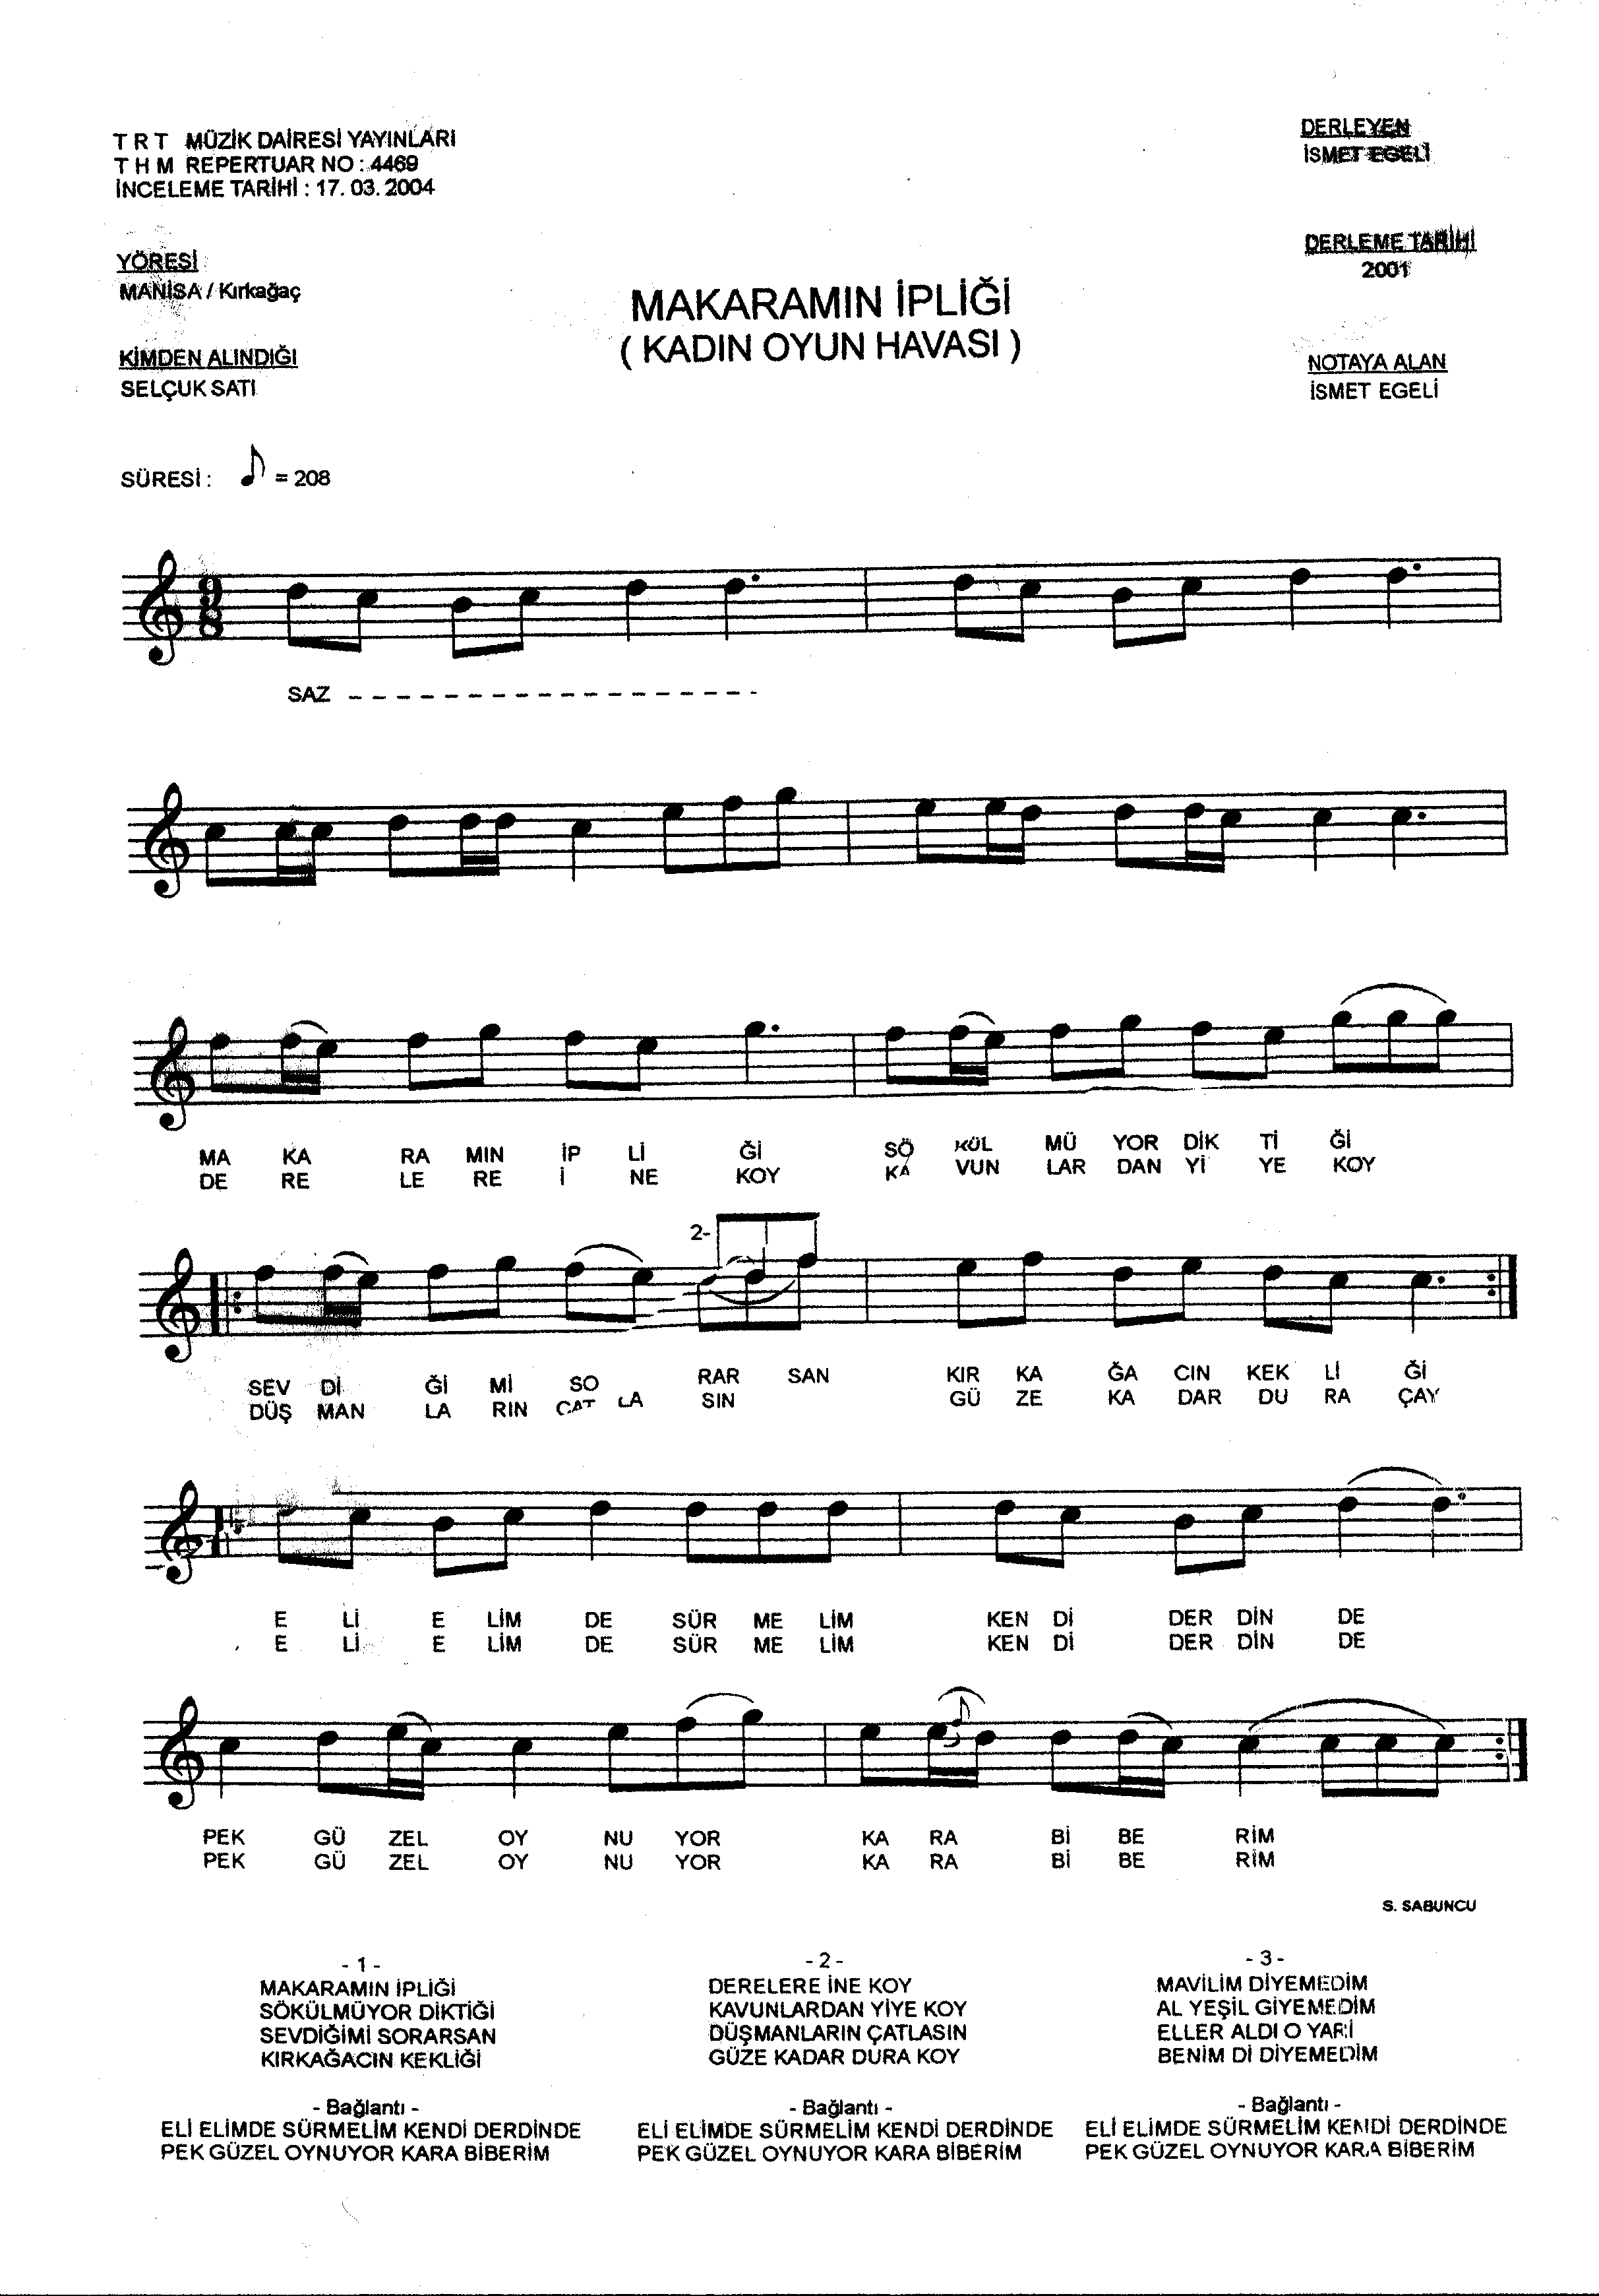 T R T MÜZİK DAİRESİ YAYINLARI
T H M REPERTUAR NO : 4469
İNCELEME TARİHİ : 17. 03. 2004
DERLEYEN
İSMET EGELİ
YÖRESİ
MANİSA / Kırkağaç
DERLEME TARİHİ
2001
MAKARAMIN İPLİĞİ
( KADIN OYUN HAVASI )
KİMDEN ALINDIĞI
SELÇUK SATI
NOTAYA ALAN
İSMET EGELİ
SÜRESİ : ♪ = 208
9
8
SAZ
MA KA RA MIN İP Lİ Ğİ SÖ KÜL MÜ YOR DİK Tİ Ğİ
DE RE LE RE İ NE KOY KA VUN LAR DAN Yİ YE KOY
2-
SEV Dİ Ğİ Mİ SO RAR SAN KIR KA ĞA CIN KEK Lİ Ğİ
DÜŞ MAN LA RIN ÇAT LA SIN GÜ ZE KA DAR DU RA ÇAY
E Lİ E LİM DE SÜR ME LİM KEN Dİ DER DİN DE
E Lİ E LİM DE SÜR ME LİM KEN Dİ DER DİN DE
PEK GÜ ZEL OY NU YOR KA RA Bİ BE RİM
PEK GÜ ZEL OY NU YOR KA RA Bİ BE RİM
S. SABUNCU
- 1 -
MAKARAMIN İPLİĞİ
SÖKÜLMÜYOR DİKTİĞİ
SEVDİĞİMİ SORARSAN
KIRKAĞACIN KEKLİĞİ
- Bağlantı -
ELİ ELİMDE SÜRMELİM KENDİ DERDİNDE
PEK GÜZEL OYNUYOR KARA BİBERİM
- 2 -
DERELERE İNE KOY
KAVUNLARDAN YİYE KOY
DÜŞMANLARIN ÇATLASIN
GÜZE KADAR DURA KOY
- Bağlantı -
ELİ ELİMDE SÜRMELİM KENDİ DERDİNDE
PEK GÜZEL OYNUYOR KARA BİBERİM
- 3 -
MAVİLİM DİYEMEDİM
AL YEŞİL GİYEMEDİM
ELLER ALDI O YARİ
BENİM Dİ DİYEMEDİM
- Bağlantı -
ELİ ELİMDE SÜRMELİM KENDİ DERDİNDE
PEK GÜZEL OYNUYOR KARA BİBERİM